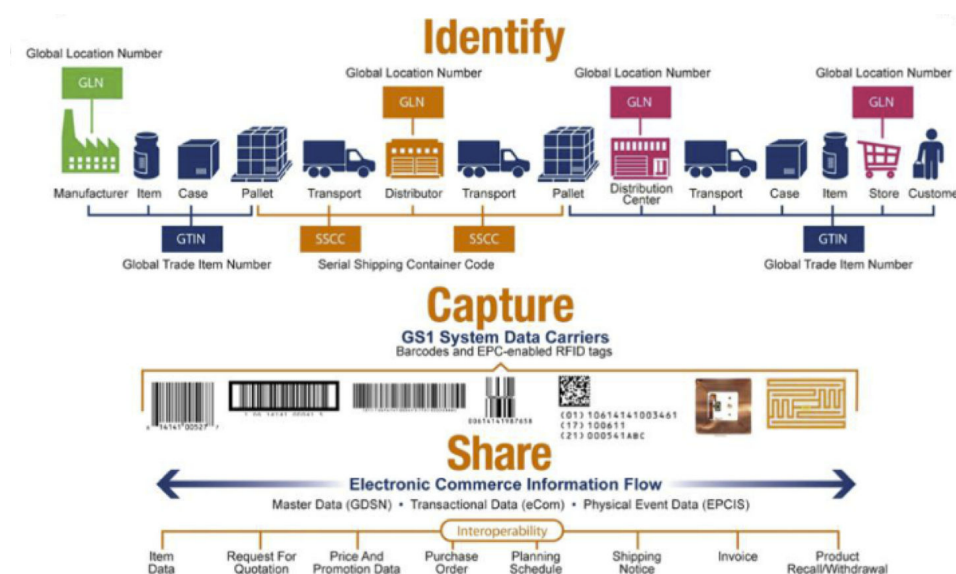 Identify
Global Location Number
Global Location Number
Global Location Number
Global Location Number
GLN
GLN
GLN
GLN
Manufacturer Item Case Pallet Transport Distributor Transport Pallet Distribution Center Transport Case Item Store Custome
GTIN
SSCC
SSCC
GTIN
Global Trade Item Number
Serial Shipping Container Code
Global Trade Item Number
Capture
GS1 System Data Carriers
Barcodes and EPC-enabled RFID tags
14141 00527
00614141987658
(01) 10614141003461
(17) 100611
(21) 000541ABC
Share
Electronic Commerce Information Flow
Master Data (GDSN) • Transactional Data (eCom) • Physical Event Data (EPCIS)
Interoperability
Item Data
Request For Quotation
Price And Promotion Data
Purchase Order
Planning Schedule
Shipping Notice
Invoice
Product Recall/Withdrawal